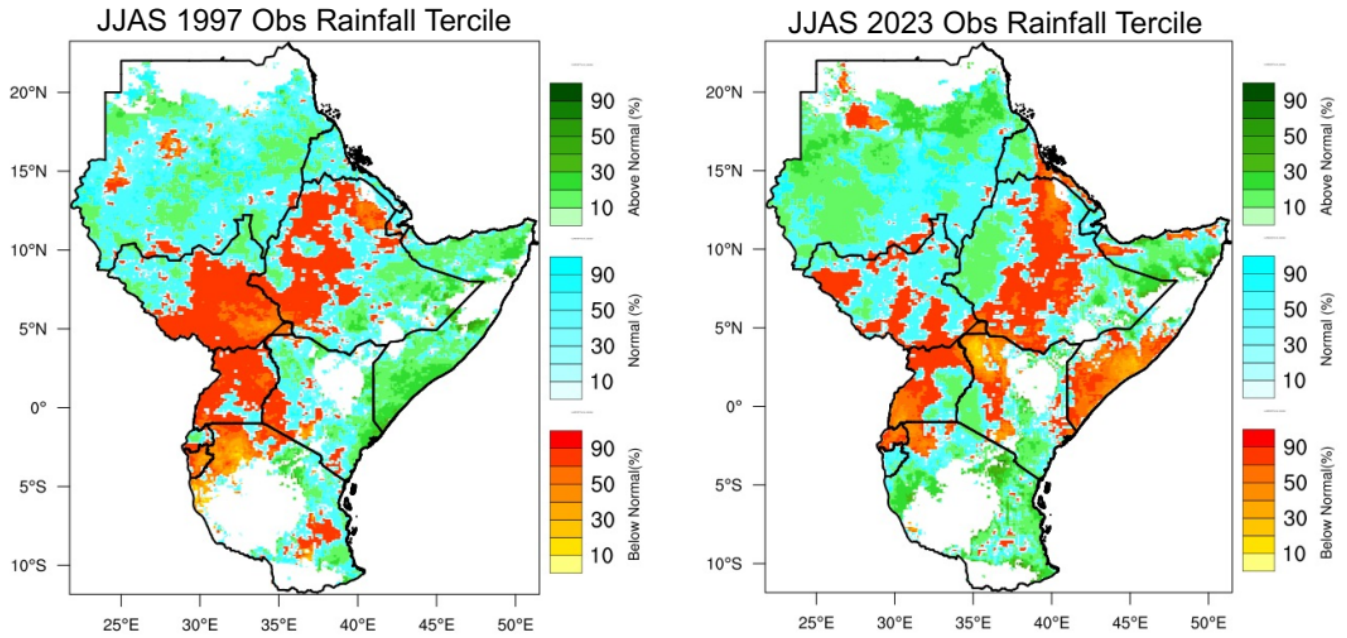 JJAS 1997 Obs Rainfall Tercile
20°N
15°N
10°N
5°N
0°
5°S
10°S
25°E 30°E 35°E 40°E 45°E 50°E
90
50
30
10
Above Normal (%)
90
50
30
10
Normal (%)
90
50
30
10
Below Normal(%)
JJAS 2023 Obs Rainfall Tercile
20°N
15°N
10°N
5°N
0°
5°S
10°S
25°E 30°E 35°E 40°E 45°E 50°E
90
50
30
10
Above Normal (%)
90
50
30
10
Normal (%)
90
50
30
10
Below Normal(%)